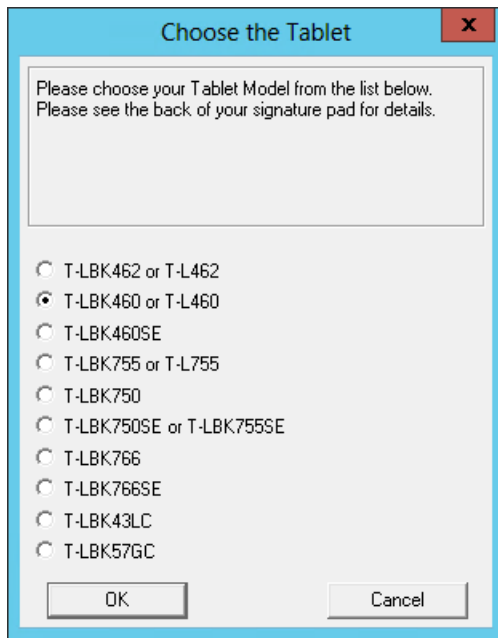 Choose the Tablet
x
Please choose your Tablet Model from the list below.
Please see the back of your signature pad for details.
T-LBK462 or T-L462
T-LBK460 or T-L460
T-LBK460SE
T-LBK755 or T-L755
T-LBK750
T-LBK750SE or T-LBK755SE
T-LBK766
T-LBK766SE
T-LBK43LC
T-LBK57GC
OK Cancel